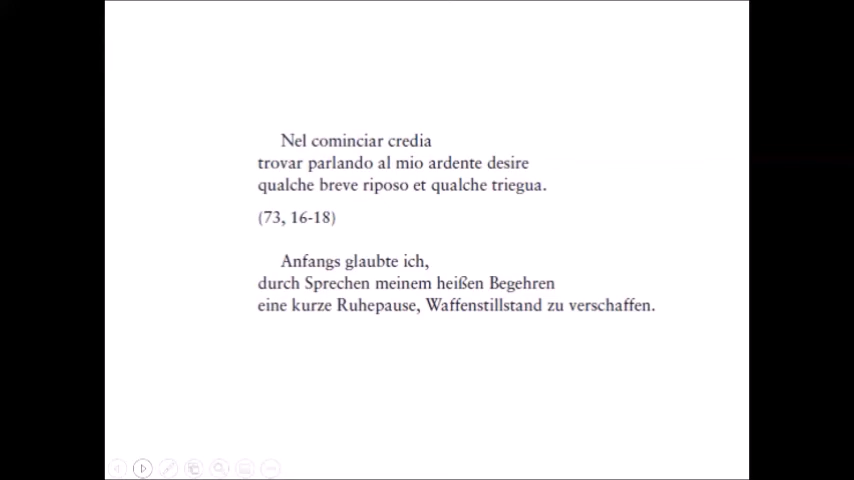 Nel cominciar credia
trovar parlando al mio ardente desire
qualche breve riposo et qualche triegua.
(73, 16-18)
Anfangs glaubte ich,
durch Sprechen meinem heißen Begehren
eine kurze Ruhepause, Waffenstillstand zu verschaffen.